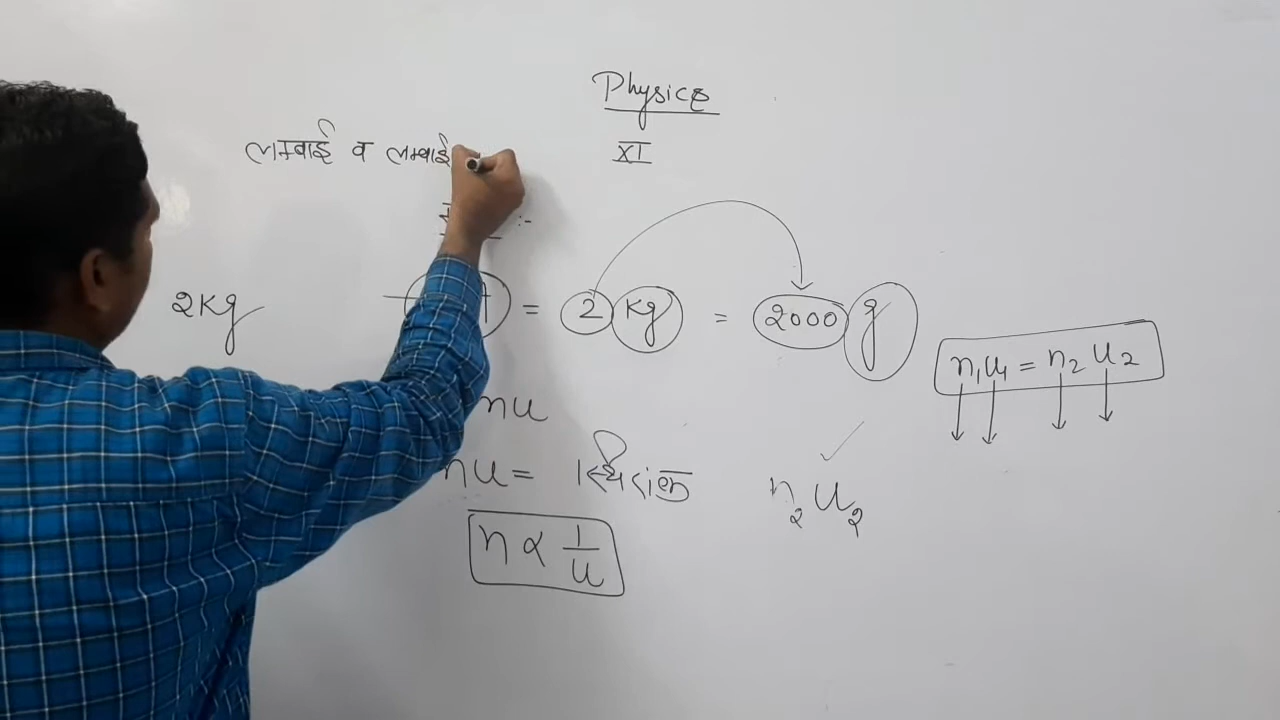 Physics
XI
लम्बाई व लम्बाई
:-
2Kg
= 2 Kg = 2000 g
n₁u₁ = n₂ u₂
nu
nu = स्थिरांक
n₂ u₂
n ∝ 1/u